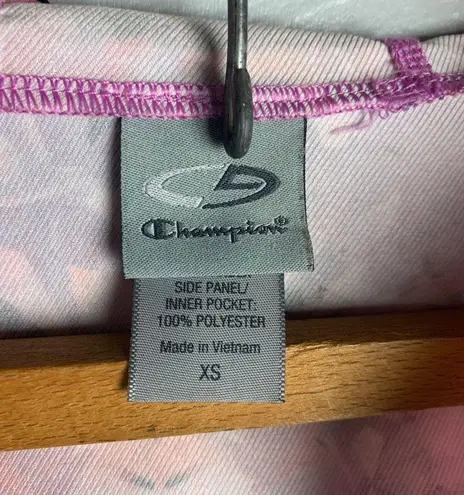 Champion®
SIDE PANEL/
INNER POCKET:
100% POLYESTER
Made in Vietnam
XS